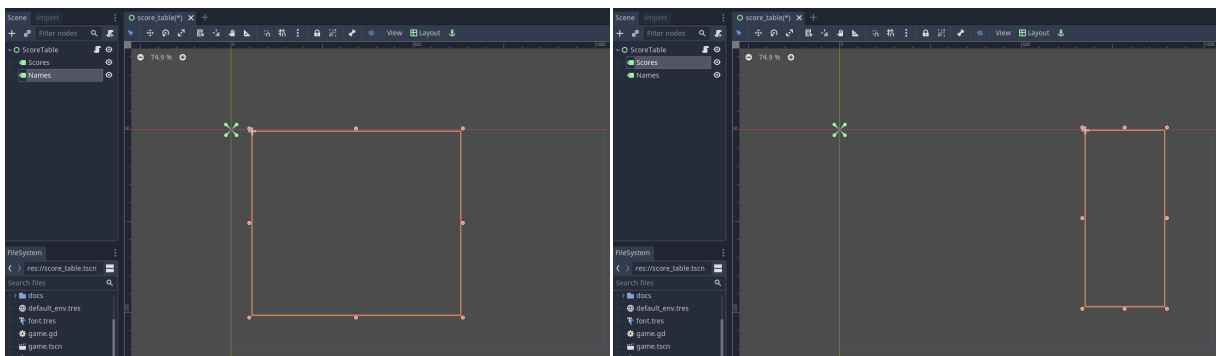 Scene Import
score_table(*)
Filter nodes
View Layout
ScoreTable
Scores
Names
74.9 %
FileSystem
res://score_table.tscn
Search files
docs
default_env.tres
font.tres
game.gd
game.tscn
Scene Import
score_table(*)
Filter nodes
View Layout
ScoreTable
Scores
Names
74.9 %
FileSystem
res://score_table.tscn
Search files
docs
default_env.tres
font.tres
game.gd
game.tscn